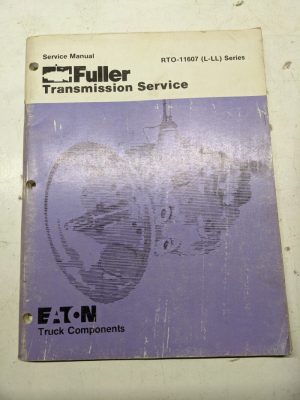 Service Manual
RTO-11607 (L-LL) Series
Fuller
Transmission Service
EATON
Truck Components